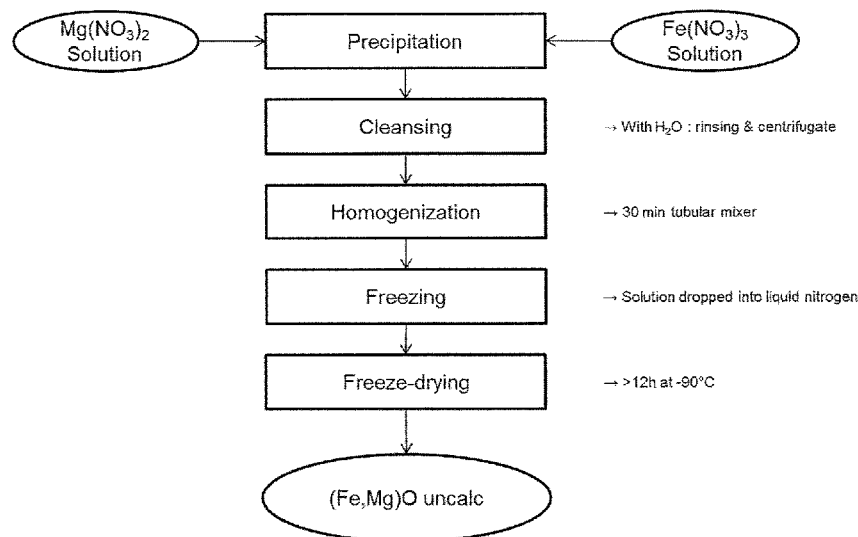 Mg(NO₃)₂
Solution
Precipitation
Fe(NO₃)₃
Solution
Cleansing
→ With H₂O : rinsing & centrifugate
Homogenization
→ 30 min tubular mixer
Freezing
→ Solution dropped into liquid nitrogen
Freeze-drying
→ >12h at -90°C
(Fe,Mg)O uncalc